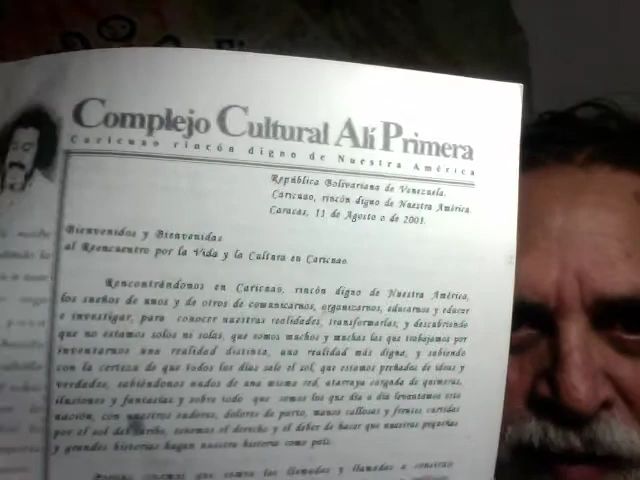 Complejo Cultural Alí Primera
Caricuao rincón digno de Nuestra América
República Bolivariana de Venezuela.
Caricuao, rincón digno de Nuestra América
Caracas, 11 de Agosto o de 2001.
Bienvenidos y Bienvenidas
al Reencuentro por la Vida y la Cultura en Caricuao.
Rencontrándonos en Caricuao, rincón digno de Nuestra América,
los sueños de unos y de otros de comunicarnos, organizarnos, educarnos y educar
e investigar, para conocer nuestras realidades, transformarlas; y descubriendo
que no estamos solos ni solas, que somos muchos y muchas los que trabajamos por
inventarnos una realidad distinta, una realidad más digna, y sabiendo
con la certeza de que todos los días sale el sol, que estamos preñados de ideas y
verdades, sabiéndonos nudos de una misma red, atarraya cargada de quimeras,
ilusiones y fantasías y sobre todo que somos los que día a día levantamos esta
nación, con nuestros sudores, dolores de parto, manos callosas y frentes curtidas
por el sol del caribe, tenemos el derecho y el deber de hacer que nuestras pequeñas
y grandes historias hagan nuestra historia como país.